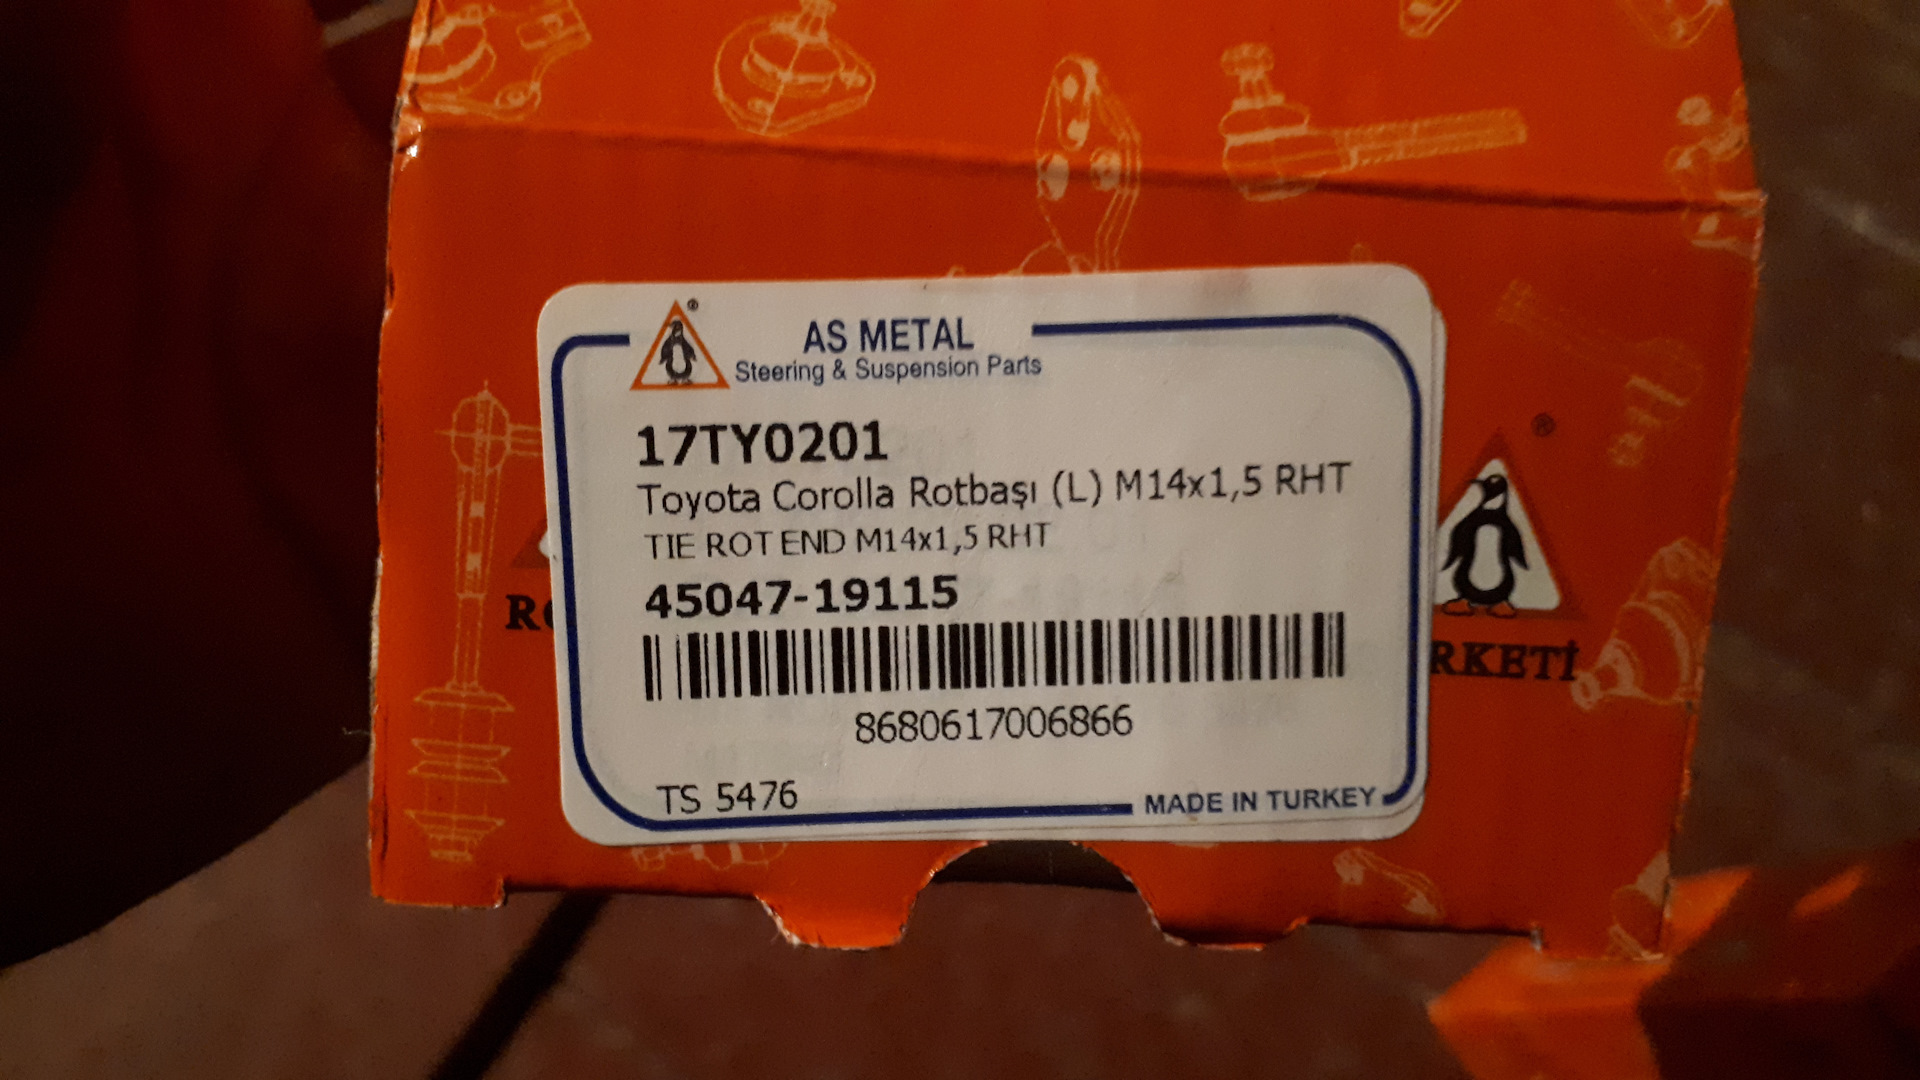 ®
AS METAL
Steering & Suspension Parts
17TY0201
Toyota Corolla Rotbaşı (L) M14x1,5 RHT
TIE ROT END M14x1,5 RHT
45047-19115
8680617006866
TS 5476
MADE IN TURKEY
®
RKETİ